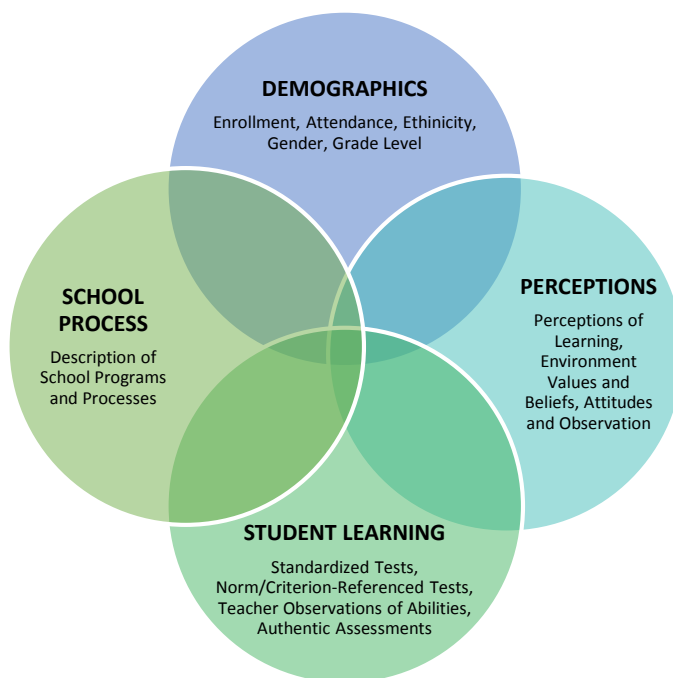 DEMOGRAPHICS
Enrollment, Attendance, Ethinicity,
Gender, Grade Level
SCHOOL
PROCESS
Description of
School Programs
and Processes
PERCEPTIONS
Perceptions of
Learning,
Environment
Values and
Beliefs, Attitudes
and Observation
STUDENT LEARNING
Standardized Tests,
Norm/Criterion-Referenced Tests,
Teacher Observations of Abilities,
Authentic Assessments